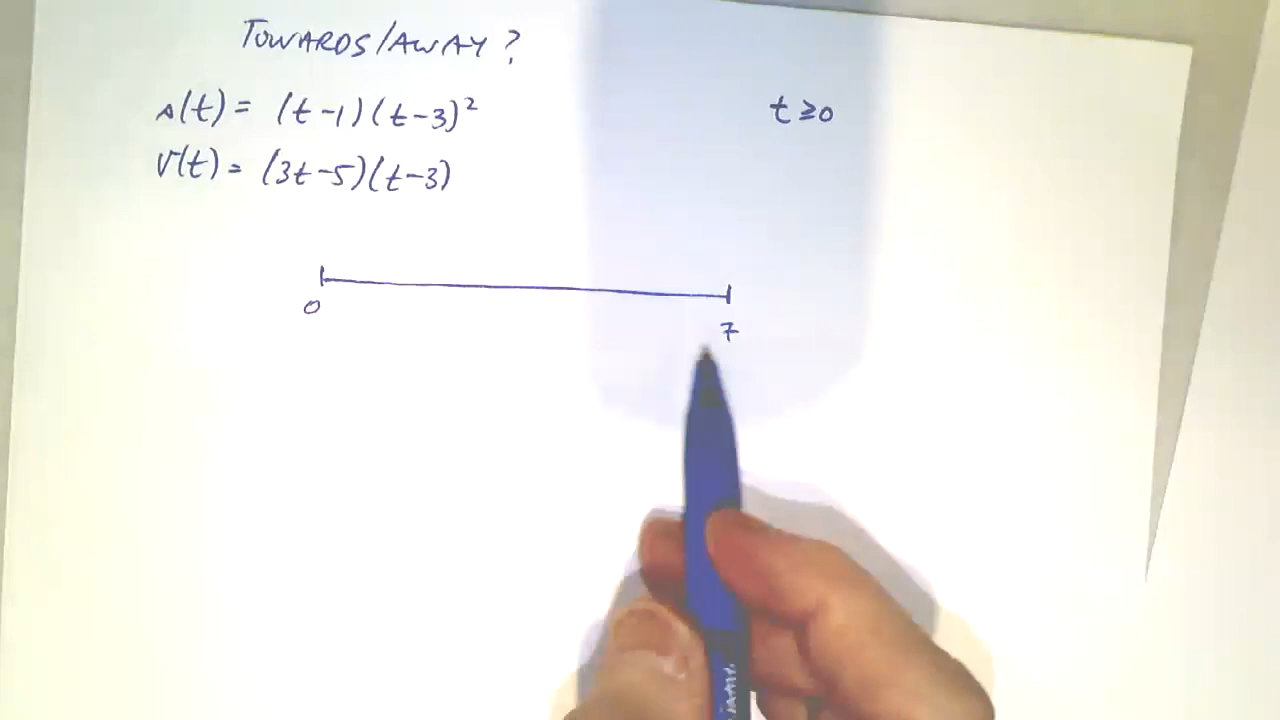 TOWARDS/AWAY?
s(t) = (t-1)(t-3)²
t≥0
v(t) = (3t-5)(t-3)
0
7